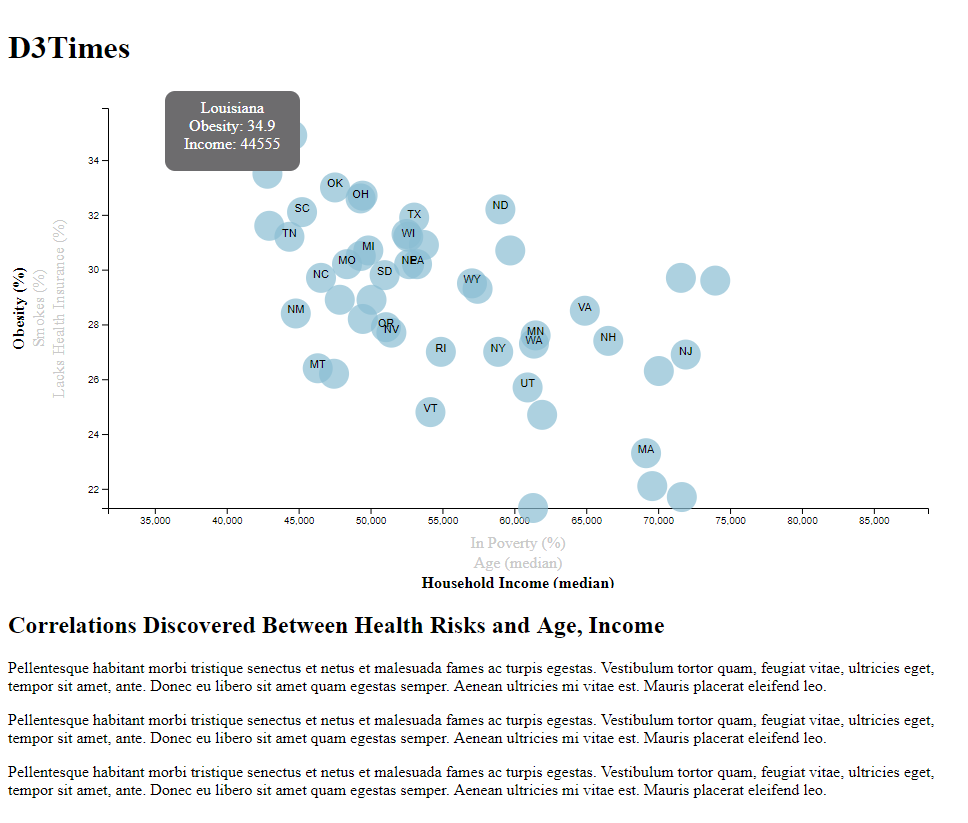 D3Times
Louisiana
Obesity: 34.9
Income: 44555
34
32
30
28
26
24
22
Obesity (%)
Smokes (%)
Lacks Health Insurance (%)
OK
OH
SC
TX
ND
TN
WI
MI
MO
NE
PA
NC
SD
WY
NM
VA
OR
NV
MN
WA
NH
RI
NY
NJ
MT
UT
VT
MA
35,000
40,000
45,000
50,000
55,000
60,000
65,000
70,000
75,000
80,000
85,000
In Poverty (%)
Age (median)
Household Income (median)
Correlations Discovered Between Health Risks and Age, Income
Pellentesque habitant morbi tristique senectus et netus et malesuada fames ac turpis egestas. Vestibulum tortor quam, feugiat vitae, ultricies eget,
tempor sit amet, ante. Donec eu libero sit amet quam egestas semper. Aenean ultricies mi vitae est. Mauris placerat eleifend leo.
Pellentesque habitant morbi tristique senectus et netus et malesuada fames ac turpis egestas. Vestibulum tortor quam, feugiat vitae, ultricies eget,
tempor sit amet, ante. Donec eu libero sit amet quam egestas semper. Aenean ultricies mi vitae est. Mauris placerat eleifend leo.
Pellentesque habitant morbi tristique senectus et netus et malesuada fames ac turpis egestas. Vestibulum tortor quam, feugiat vitae, ultricies eget,
tempor sit amet, ante. Donec eu libero sit amet quam egestas semper. Aenean ultricies mi vitae est. Mauris placerat eleifend leo.